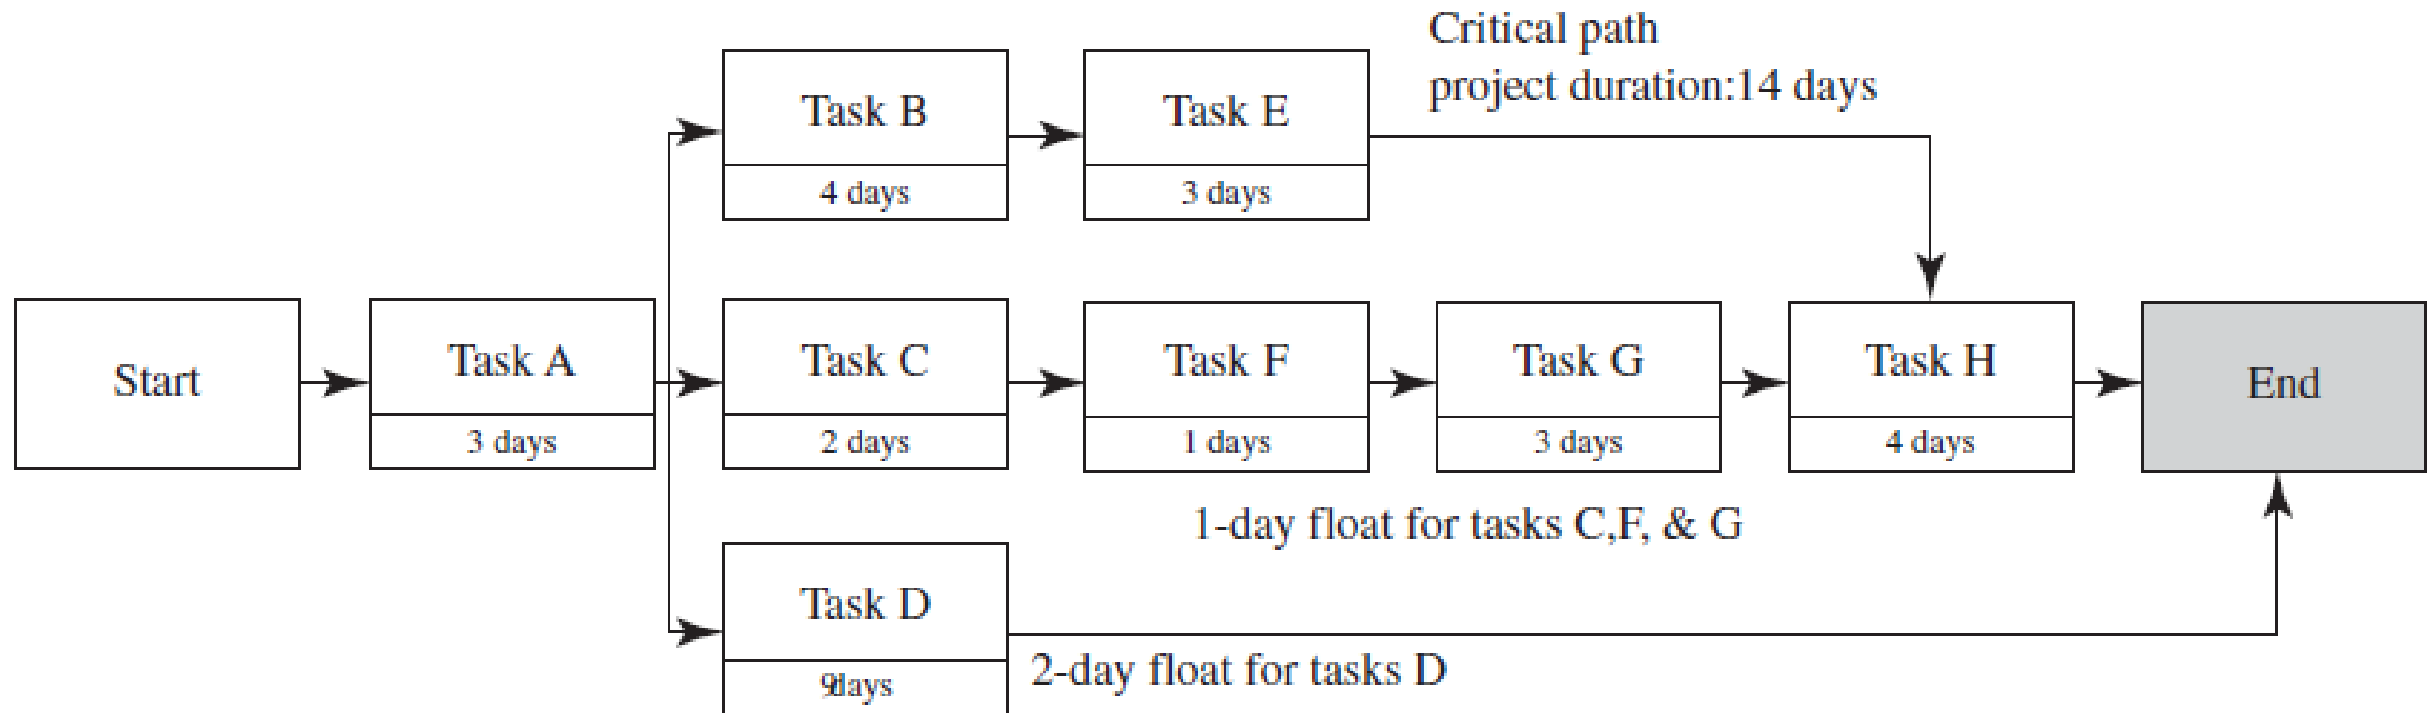 Critical path
project duration:14 days
Task B
4 days
Task E
3 days
Start
Task A
3 days
Task C
2 days
Task F
1 days
Task G
3 days
Task H
4 days
End
1-day float for tasks C,F, & G
Task D
9days
2-day float for tasks D